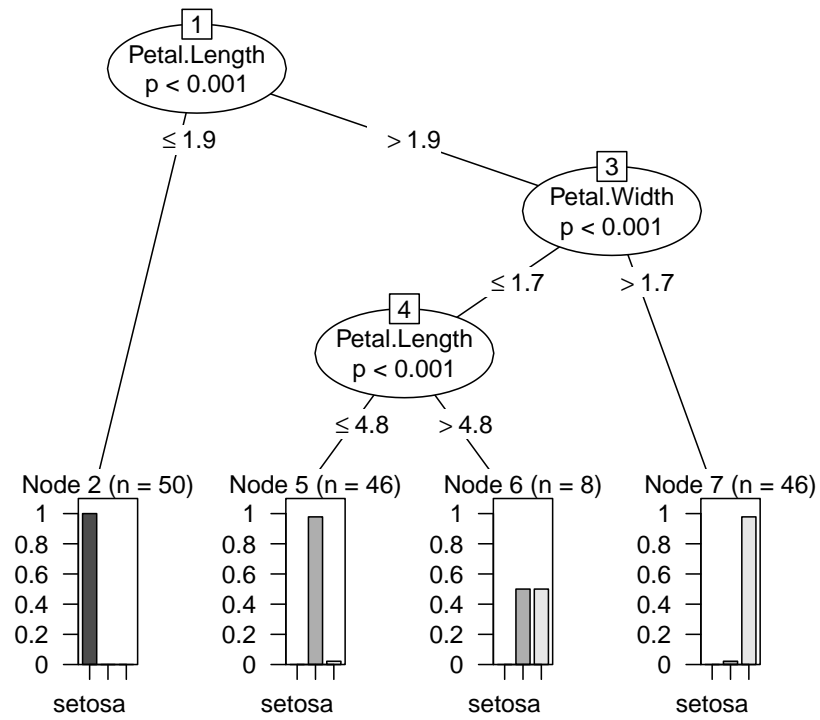 1
Petal.Length
p < 0.001
≤ 1.9
> 1.9
3
Petal.Width
p < 0.001
≤ 1.7
> 1.7
4
Petal.Length
p < 0.001
≤ 4.8
> 4.8
Node 2 (n = 50)
1
0.8
0.6
0.4
0.2
0
setosa
Node 5 (n = 46)
1
0.8
0.6
0.4
0.2
0
setosa
Node 6 (n = 8)
1
0.8
0.6
0.4
0.2
0
setosa
Node 7 (n = 46)
1
0.8
0.6
0.4
0.2
0
setosa